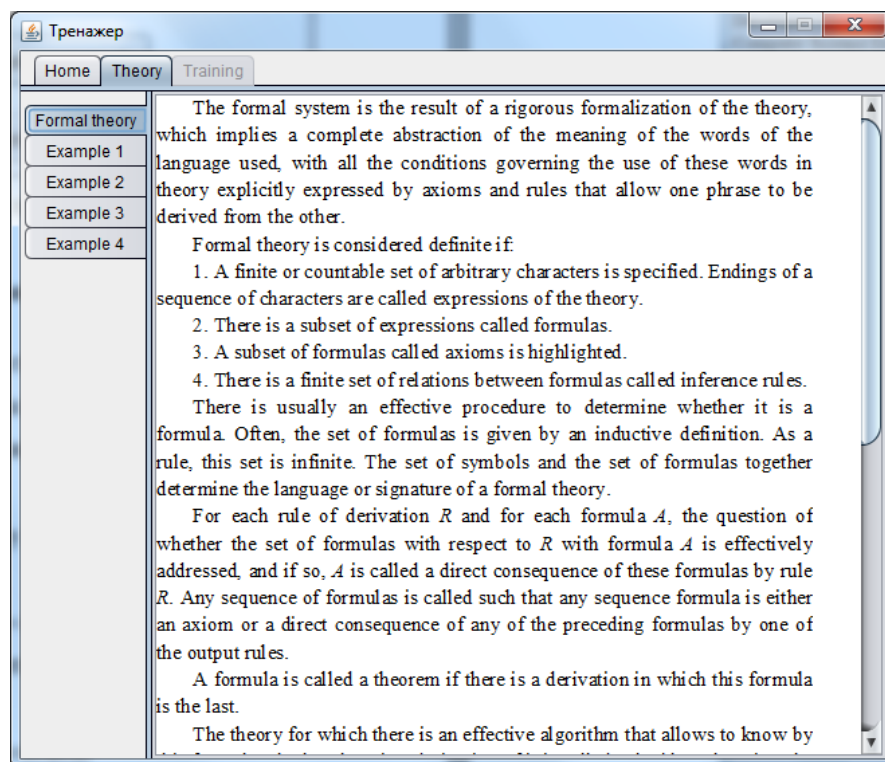 Тренажер
Home Theory Training
Formal theory
Example 1
Example 2
Example 3
Example 4
The formal system is the result of a rigorous formalization of the theory,
which implies a complete abstraction of the meaning of the words of the
language used, with all the conditions governing the use of these words in
theory explicitly expressed by axioms and rules that allow one phrase to be
derived from the other.
Formal theory is considered definite if:
1. A finite or countable set of arbitrary characters is specified. Endings of a
sequence of characters are called expressions of the theory.
2. There is a subset of expressions called formulas.
3. A subset of formulas called axioms is highlighted.
4. There is a finite set of relations between formulas called inference rules.
There is usually an effective procedure to determine whether it is a
formula. Often, the set of formulas is given by an inductive definition. As a
rule, this set is infinite. The set of symbols and the set of formulas together
determine the language or signature of a formal theory.
For each rule of derivation R and for each formula A, the question of
whether the set of formulas with respect to R with formula A is effectively
addressed, and if so, A is called a direct consequence of these formulas by rule
R. Any sequence of formulas is called such that any sequence formula is either
an axiom or a direct consequence of any of the preceding formulas by one of
the output rules.
A formula is called a theorem if there is a derivation in which this formula
is the last.
The theory for which there is an effective algorithm that allows to know by